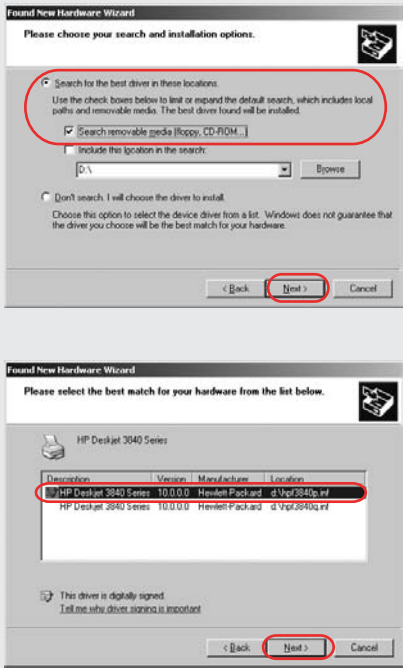 Found New Hardware Wizard
Please choose your search and installation options.
Search for the best driver in these locations.
Use the check boxes below to limit or expand the default search, which includes local
paths and removable media. The best driver found will be installed.
Search removable media (floppy, CD-ROM...)
Include this location in the search:
D:\
Browse
Don't search. I will choose the driver to install.
Choose this option to select the device driver from a list. Windows does not guarantee that
the driver you choose will be the best match for your hardware.
< Back Next > Cancel
Found New Hardware Wizard
Please select the best match for your hardware from the list below.
HP Deskjet 3840 Series
Description Version Manufacturer Location
HP Deskjet 3840 Series 10.0.0.0 Hewlett-Packard d:\hpf3840p.inf
HP Deskjet 3840 Series 10.0.0.0 Hewlett-Packard d:\hpf3840q.inf
This driver is digitally signed.
Tell me why driver signing is important
< Back Next > Cancel